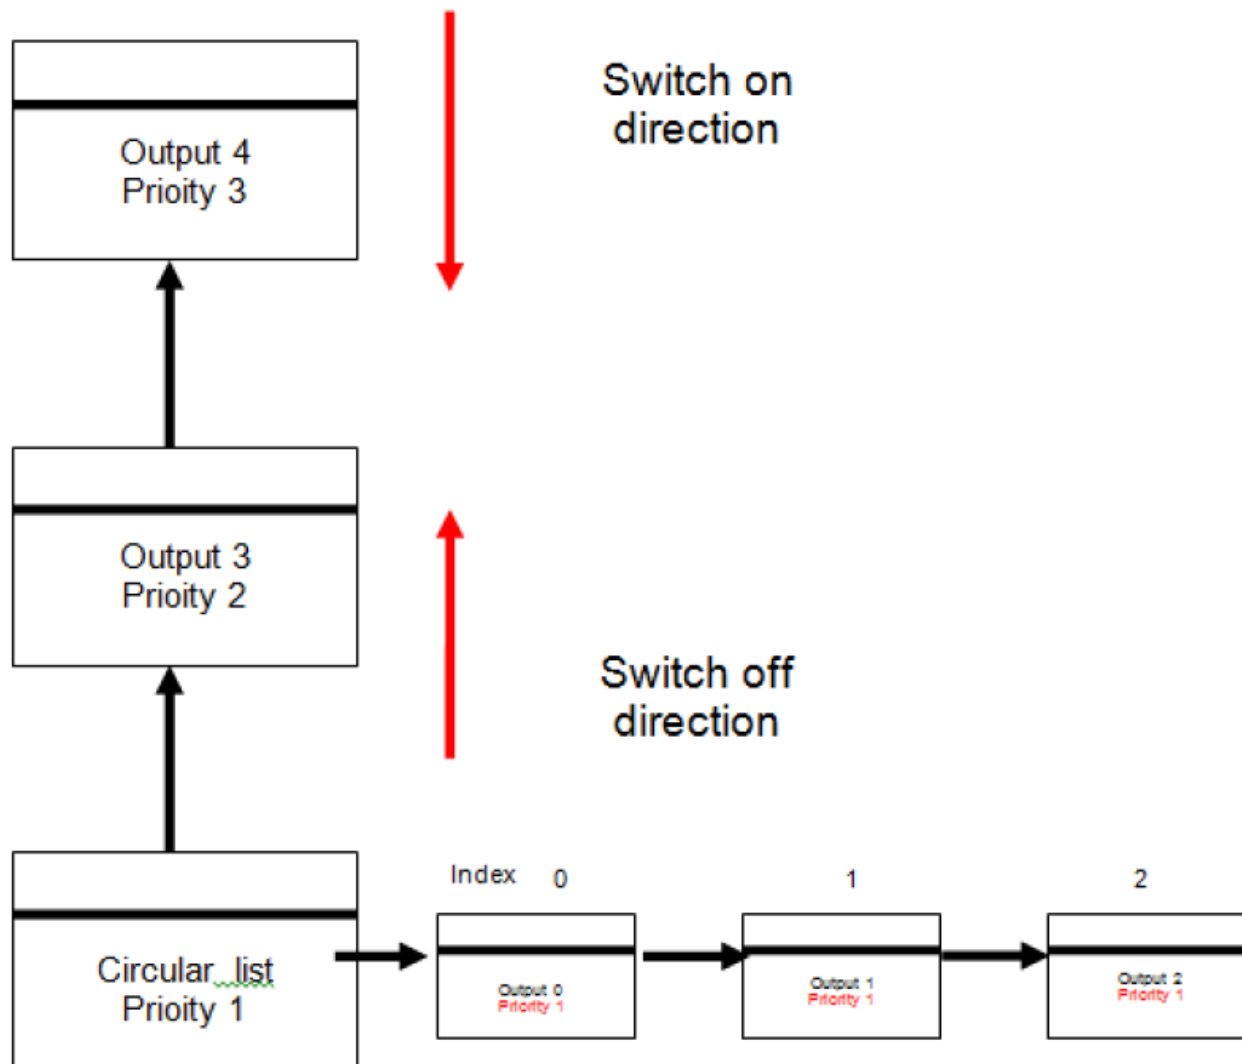 Switch on
direction
Output 4
Prioity 3
Output 3
Prioity 2
Switch off
direction
Index 0 1 2
Circular list
Prioity 1
Output 0
Priority 1
Output 1
Priority 1
Output 2
Priority 1